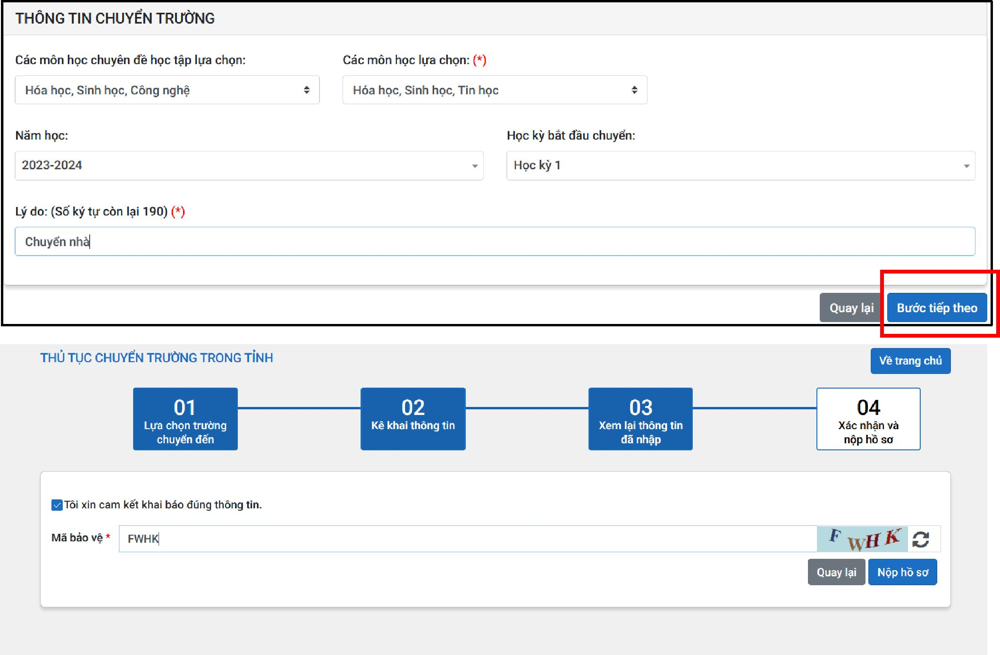 THÔNG TIN CHUYỂN TRƯỜNG
Các môn học chuyên đề học tập lựa chọn:
Các môn học lựa chọn: (*)
Hóa học, Sinh học, Công nghệ
Hóa học, Sinh học, Tin học
Năm học:
Học kỳ bắt đầu chuyển:
2023-2024
Học kỳ 1
Lý do: (Số ký tự còn lại 190) (*)
Chuyển nhà
Quay lại
Bước tiếp theo
THỦ TỤC CHUYỂN TRƯỜNG TRONG TỈNH
Về trang chủ
01
Lựa chọn trường
chuyển đến
02
Kê khai thông tin
03
Xem lại thông tin
đã nhập
04
Xác nhận và
nộp hồ sơ
Tôi xin cam kết khai báo đúng thông tin.
Mã bảo vệ *
FWHK
FWHK
Quay lại
Nộp hồ sơ